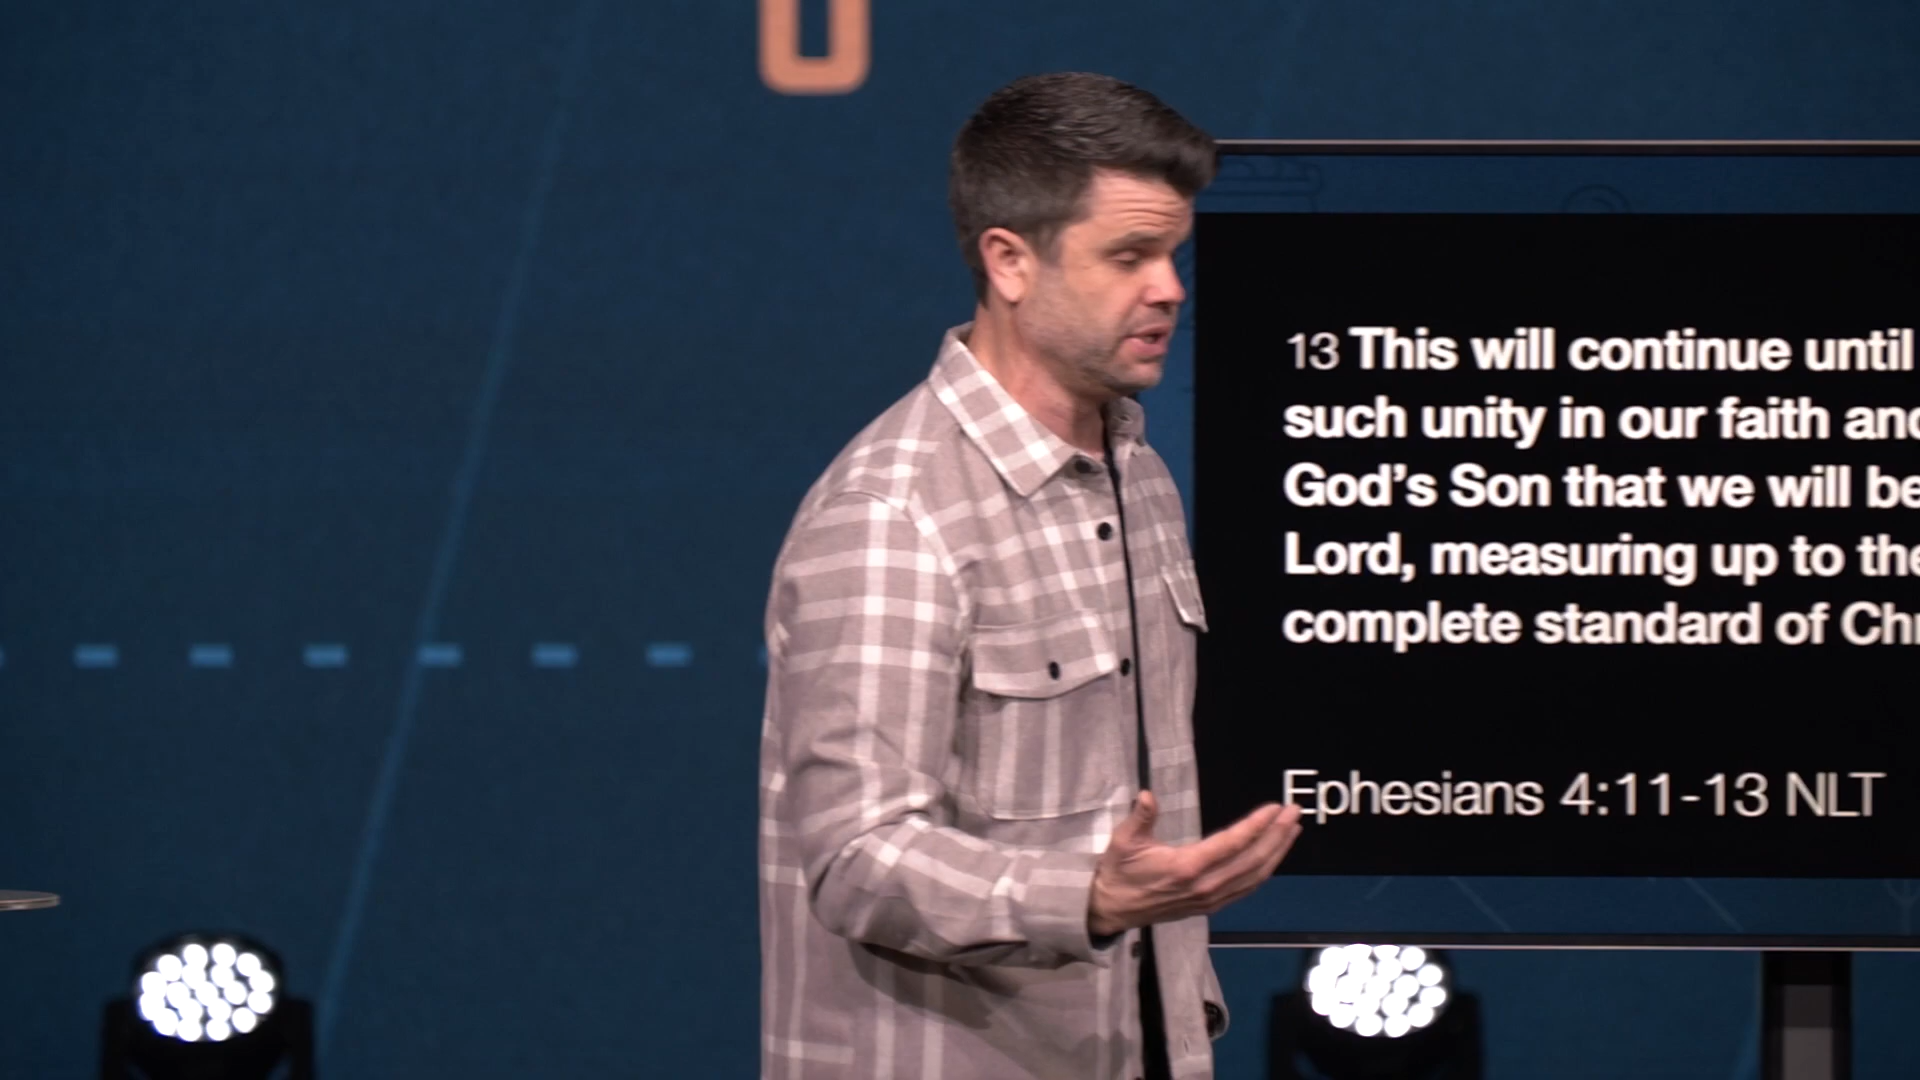 13 This will continue until
such unity in our faith and
God's Son that we will be
Lord, measuring up to the
complete standard of Chr
Ephesians 4:11-13 NLT